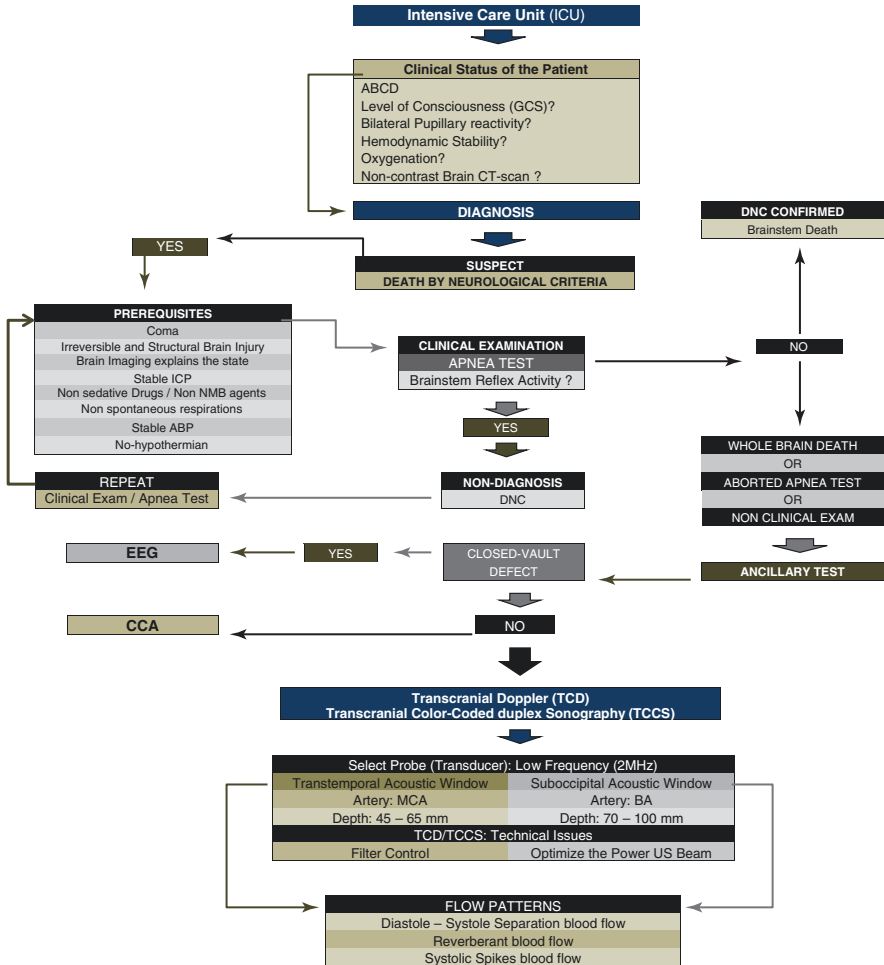 Intensive Care Unit (ICU)
Clinical Status of the Patient
ABCD
Level of Consciousness (GCS)?
Bilateral Pupillary reactivity?
Hemodynamic Stability?
Oxygenation?
Non-contrast Brain CT-scan ?
DIAGNOSIS
SUSPECT
DEATH BY NEUROLOGICAL CRITERIA
YES
PREREQUISITES
Coma
Irreversible and Structural Brain Injury
Brain Imaging explains the state
Stable ICP
Non sedative Drugs / Non NMB agents
Non spontaneous respirations
Stable ABP
No-hypothermian
CLINICAL EXAMINATION
APNEA TEST
Brainstem Reflex Activity ?
YES
NON-DIAGNOSIS
DNC
REPEAT
Clinical Exam / Apnea Test
DNC CONFIRMED
Brainstem Death
NO
WHOLE BRAIN DEATH
OR
ABORTED APNEA TEST
OR
NON CLINICAL EXAM
ANCILLARY TEST
CLOSED-VAULT
DEFECT
YES
EEG
NO
CCA
Transcranial Doppler (TCD)
Transcranial Color-Coded duplex Sonography (TCCS)
Select Probe (Transducer): Low Frequency (2MHz)
Transtemporal Acoustic Window
Suboccipital Acoustic Window
Artery: MCA
Artery: BA
Depth: 45 – 65 mm
Depth: 70 – 100 mm
TCD/TCCS: Technical Issues
Filter Control
Optimize the Power US Beam
FLOW PATTERNS
Diastole – Systole Separation blood flow
Reverberant blood flow
Systolic Spikes blood flow